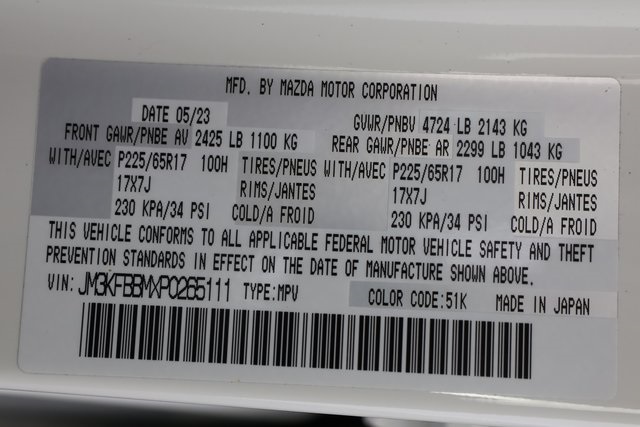 MFD. BY MAZDA MOTOR CORPORATION
DATE 05/23 GVWR/PNBV 4724 LB 2143 KG
FRONT GAWR/PNBE AV 2425 LB 1100 KG REAR GAWR/PNBE AR 2299 LB 1043 KG
WITH/AVEC P225/65R17 100H TIRES/PNEUS WITH/AVEC P225/65R17 100H TIRES/PNEUS
17X7J RIMS/JANTES 17X7J RIMS/JANTES
230 KPA/34 PSI COLD/A FROID 230 KPA/34 PSI COLD/A FROID
THIS VEHICLE CONFORMS TO ALL APPLICABLE FEDERAL MOTOR VEHICLE SAFETY AND THEFT
PREVENTION STANDARDS IN EFFECT ON THE DATE OF MANUFACTURE SHOWN ABOVE.
VIN: JM3KFBBMXP0265111 TYPE:MPV COLOR CODE:51K MADE IN JAPAN